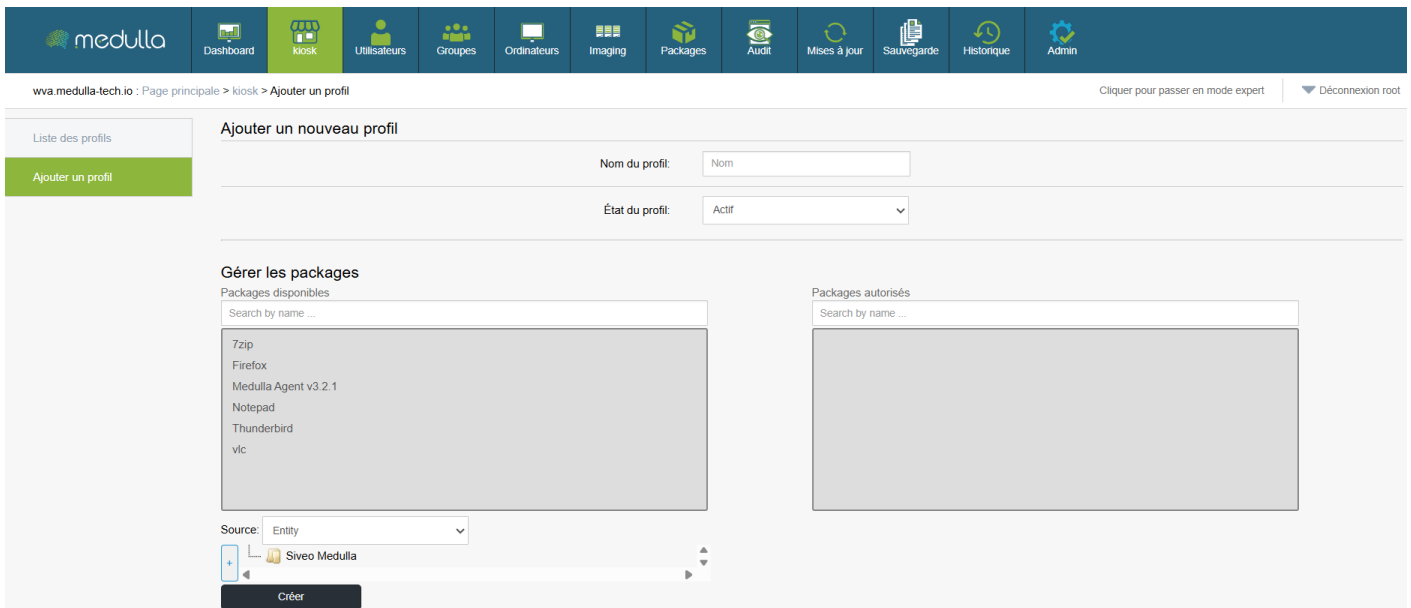 medulla
Dashboard
kiosk
Utilisateurs
Groupes
Ordinateurs
Imaging
Packages
Audit
Mises à jour
Sauvegarde
Historique
Admin
wva.medulla-tech.io : Page principale > kiosk > Ajouter un profil
Cliquer pour passer en mode expert
Déconnexion root
Liste des profils
Ajouter un profil
Ajouter un nouveau profil
Nom du profil: Nom
État du profil: Actif
Gérer les packages
Packages disponibles
Search by name ...
7zip
Firefox
Medulla Agent v3.2.1
Notepad
Thunderbird
vlc
Packages autorisés
Search by name ...
Source: Entity
+
Siveo Medulla
Créer